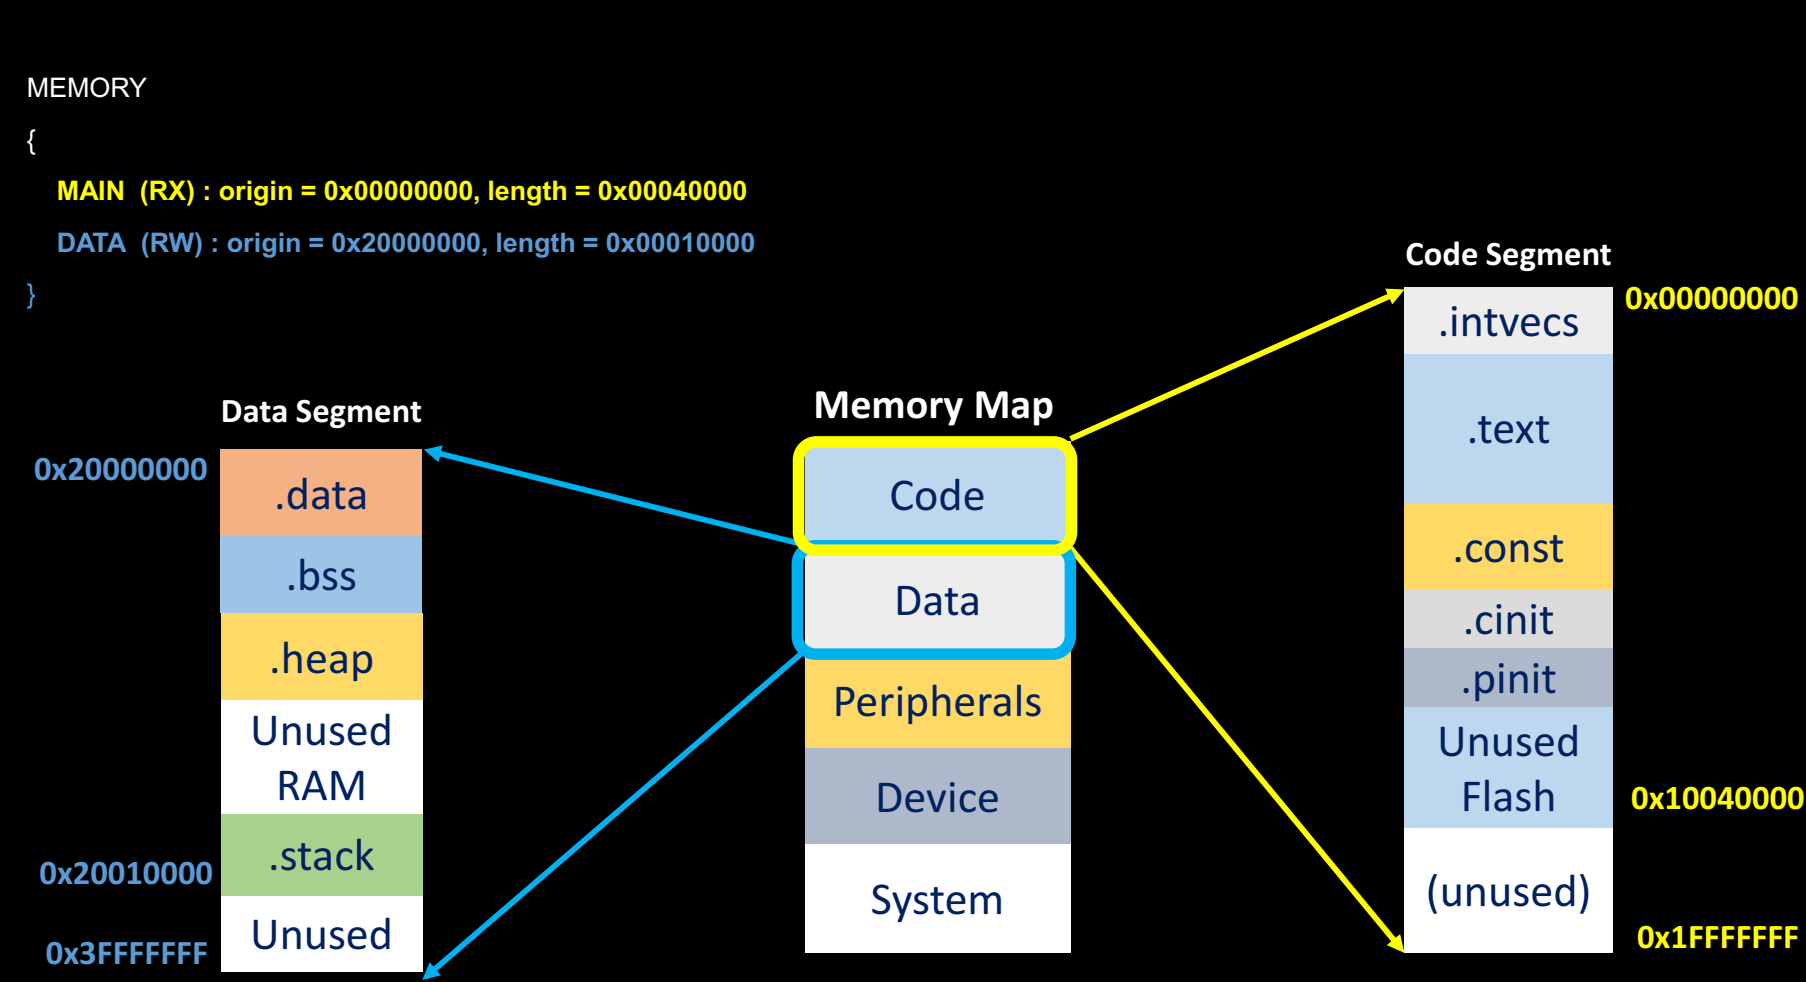 MEMORY
{
MAIN (RX) : origin = 0x00000000, length = 0x00040000
DATA (RW) : origin = 0x20000000, length = 0x00010000
}
Data Segment
0x20000000
.data
.bss
.heap
Unused
RAM
.stack
0x20010000
Unused
0x3FFFFFFF
Memory Map
Code
Data
Peripherals
Device
System
Code Segment
0x00000000
.intvecs
.text
.const
.cinit
.pinit
Unused
Flash
0x10040000
(unused)
0x1FFFFFFF